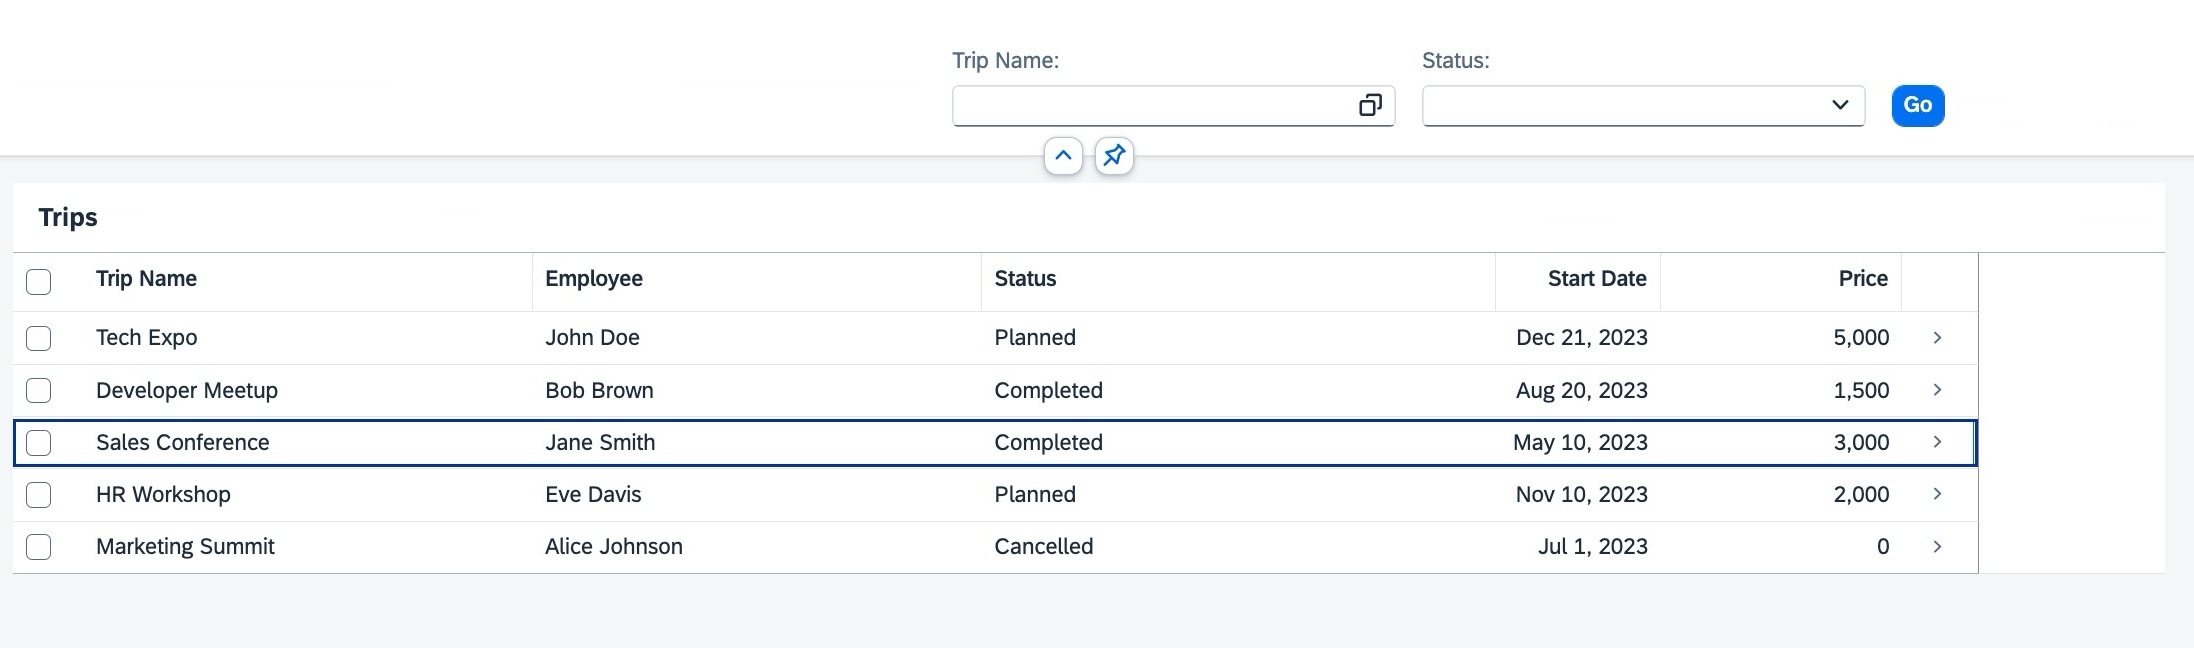 Trip Name: Status:
Go
Trips
Trip Name Employee Status Start Date Price
Tech Expo John Doe Planned Dec 21, 2023 5,000
Developer Meetup Bob Brown Completed Aug 20, 2023 1,500
Sales Conference Jane Smith Completed May 10, 2023 3,000
HR Workshop Eve Davis Planned Nov 10, 2023 2,000
Marketing Summit Alice Johnson Cancelled Jul 1, 2023 0